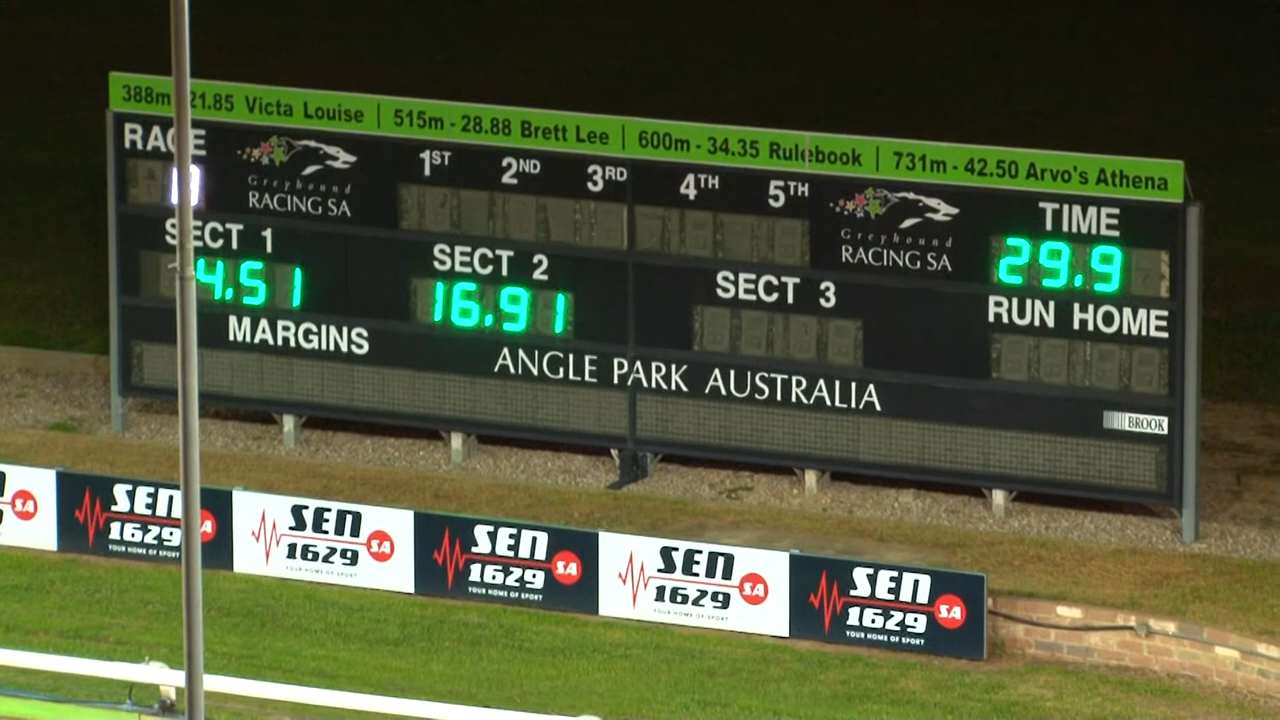 388m 21.85 Victa Louise | 515m - 28.88 Brett Lee | 600m - 34.35 Rulebook | 731m - 42.50 Arvo's Athena
RACE
Greyhound
RACING SA
1ST 2ND 3RD 4TH 5TH
Greyhound
RACING SA
TIME
29.9
SECT 1
4.51
SECT 2
16.91
SECT 3
RUN HOME
MARGINS
ANGLE PARK AUSTRALIA
BROOK
SA
SEN
1629
A
YOUR HOME OF SPORT
SEN
1629
SA
YOUR HOME OF SPORT
SEN
1629
SA
YOUR HOME OF SPORT
SEN
1629
SA
YOUR HOME OF SPORT
SEN
1629
SA
YOUR HOME OF SPORT